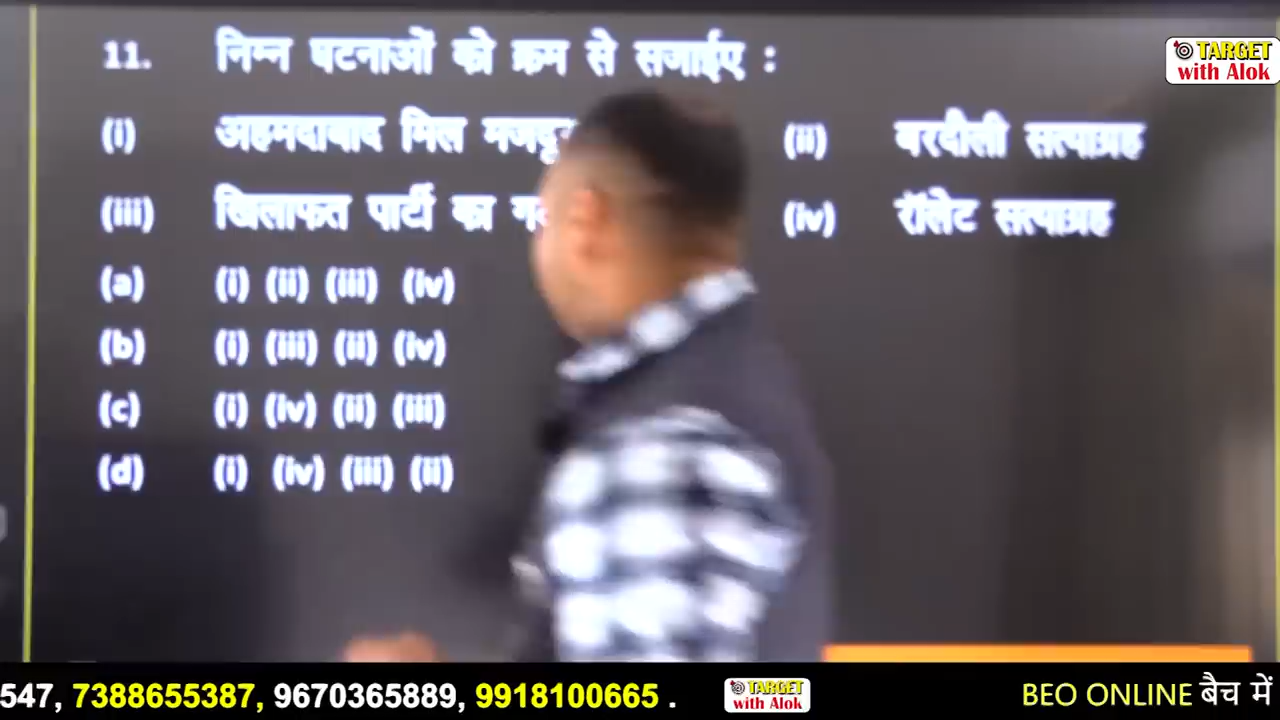 TARGET
with Alok
11. निम्न घटनाओं को क्रम से सजाईए :
(i) अहमदाबाद मिल
(ii) बरदीली सत्याग्रह
(iii) खिलाफत पार्टी का
(iv) रॉलेट सत्याग्रह
(a) (i) (ii) (iii) (iv)
(b) (i) (iii) (ii) (iv)
(c) (i) (iv) (ii) (iii)
(d) (i) (iv) (iii) (ii)
547, 7388655387, 9670365889, 9918100665 .
TARGET
with Alok
BEO ONLINE बैच में